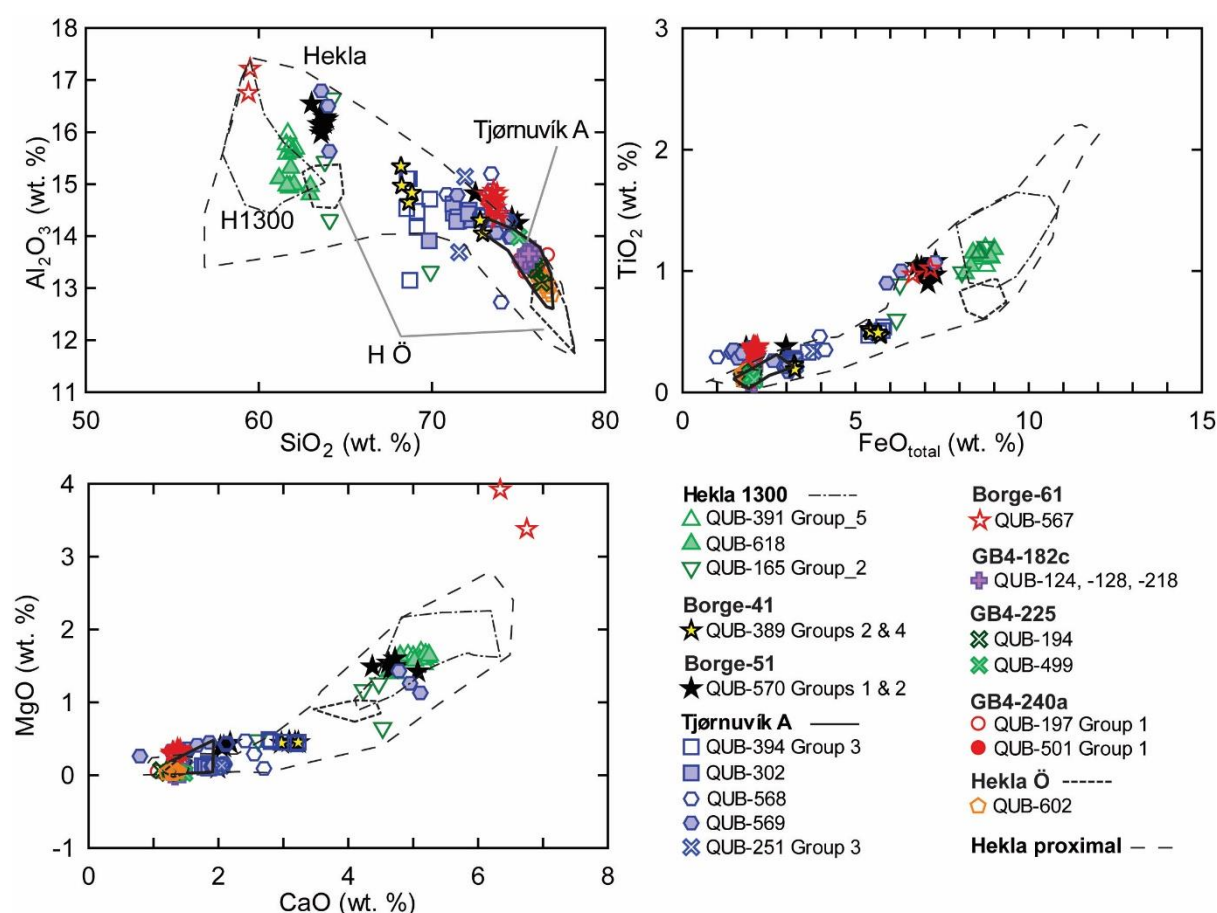 18
17
16
15
14
13
12
11
Al₂O₃ (wt. %)
Hekla
Tjørnuvík A
H1300
H Ö
50
60
70
80
SiO₂ (wt. %)
3
2
1
0
TiO₂ (wt. %)
0
5
10
15
FeO_total (wt. %)
4
3
2
1
0
-1
MgO (wt. %)
0
2
4
6
8
CaO (wt. %)
Hekla 1300
QUB-391 Group_5
QUB-618
QUB-165 Group_2
Borge-41
QUB-389 Groups 2 & 4
Borge-51
QUB-570 Groups 1 & 2
Tjørnuvík A
QUB-394 Group 3
QUB-302
QUB-568
QUB-569
QUB-251 Group 3
Borge-61
QUB-567
GB4-182c
QUB-124, -128, -218
GB4-225
QUB-194
QUB-499
GB4-240a
QUB-197 Group 1
QUB-501 Group 1
Hekla Ö
QUB-602
Hekla proximal